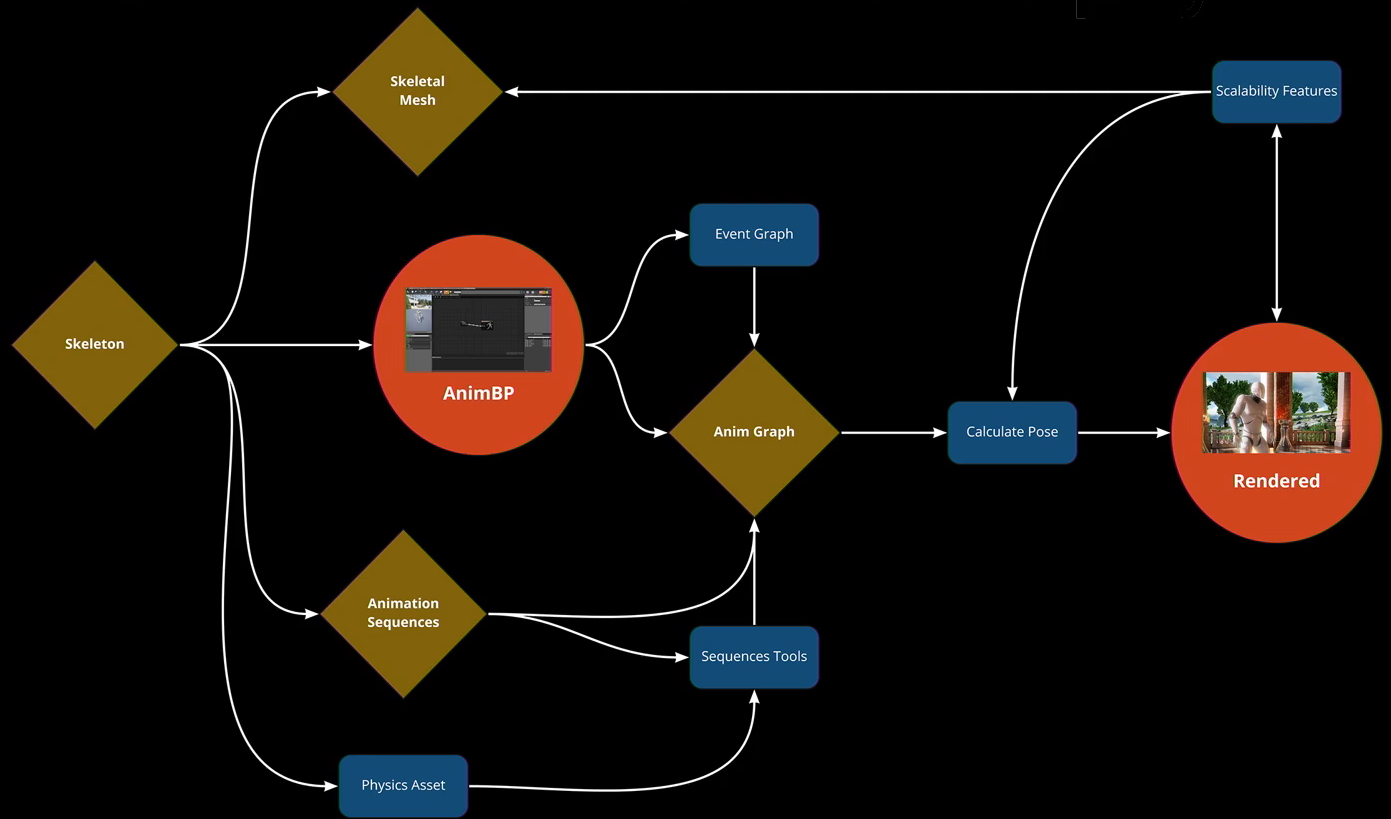 Skeletal
Mesh
Scalability Features
Event Graph
Skeleton
AnimBP
Anim Graph
Calculate Pose
Rendered
Animation
Sequences
Sequences Tools
Physics Asset